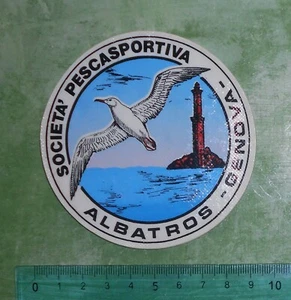 SOCIETA' PESCASPORTIVA
ALBATROS - GENOVA -
0 1 2 3 4 5 6 7 8 9 10